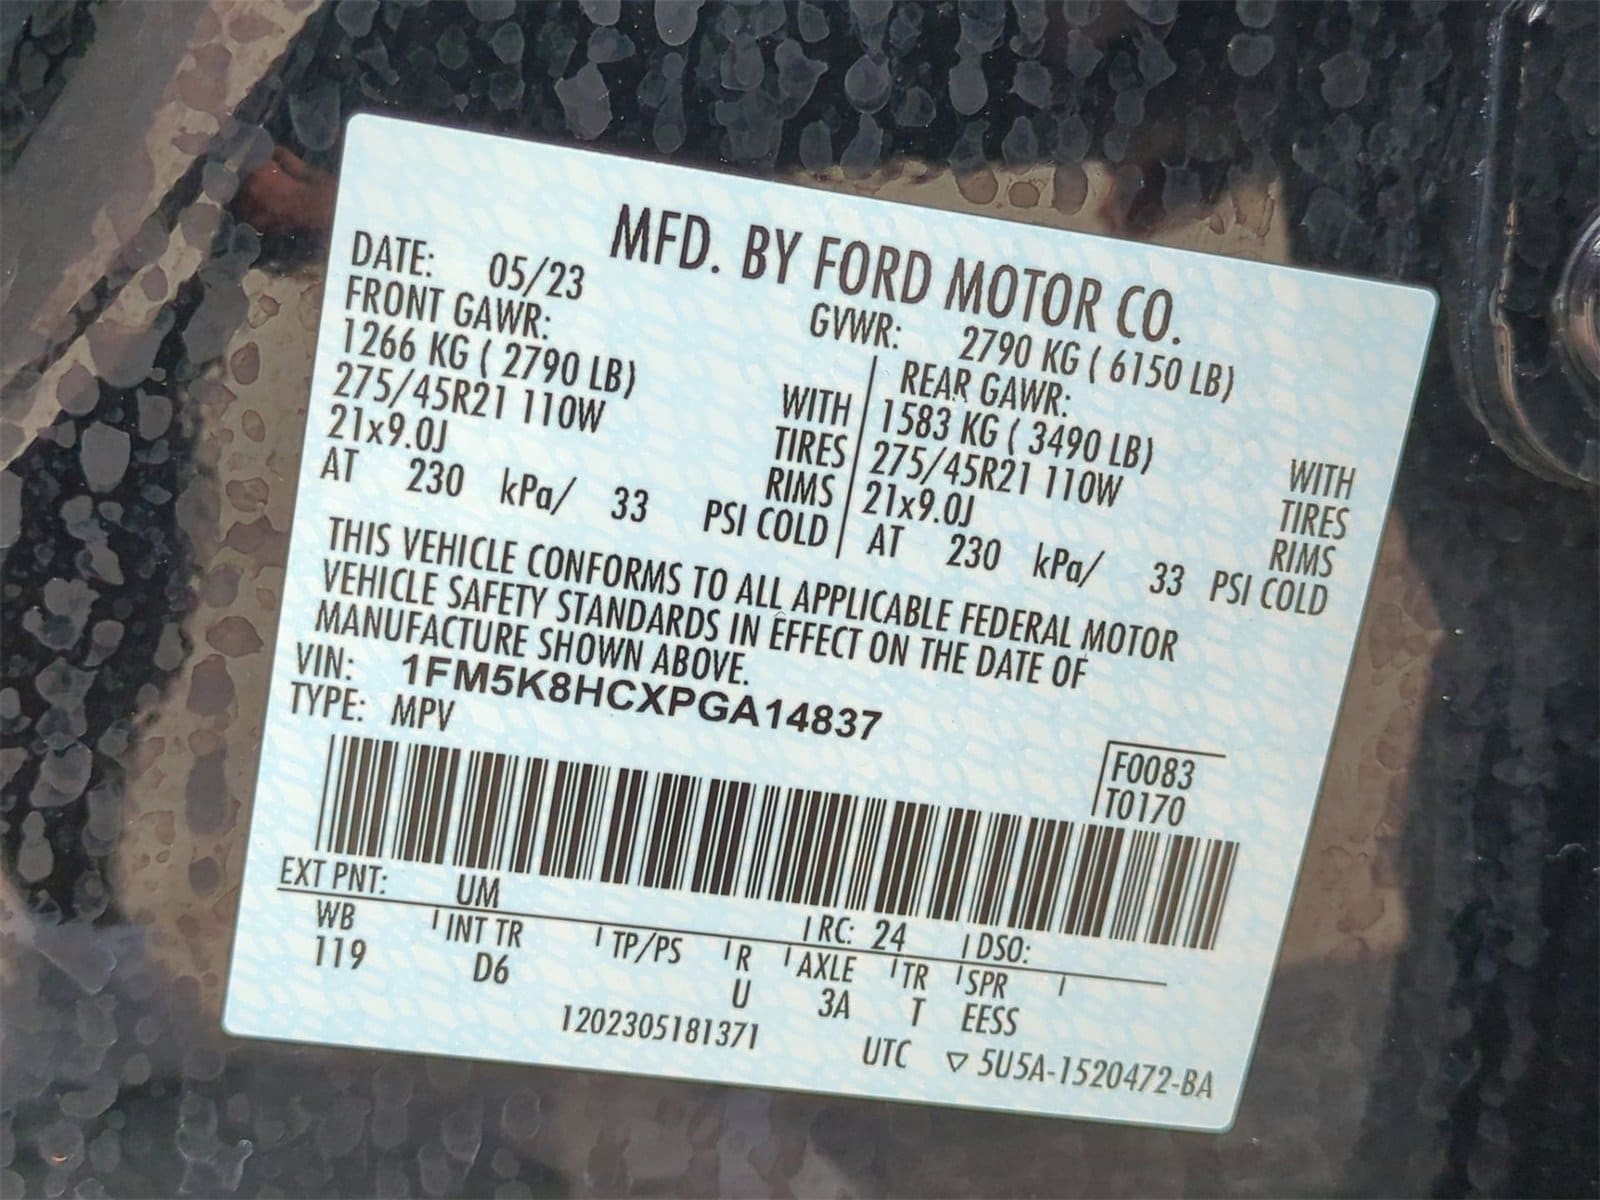 MFD. BY FORD MOTOR CO.
DATE: 05/23 GVWR: 2790 KG ( 6150 LB)
FRONT GAWR: REAR GAWR:
1266 KG ( 2790 LB) WITH 1583 KG ( 3490 LB) WITH
275/45R21 110W TIRES 275/45R21 110W TIRES
21x9.0J RIMS 21x9.0J RIMS
AT 230 kPa/ 33 PSI COLD AT 230 kPa/ 33 PSI COLD
THIS VEHICLE CONFORMS TO ALL APPLICABLE FEDERAL MOTOR
VEHICLE SAFETY STANDARDS IN EFFECT ON THE DATE OF
MANUFACTURE SHOWN ABOVE.
VIN: 1FM5K8HCXPGA14837
TYPE: MPV
F0083
T0170
EXT PNT: UM RC: 24 DSO:
WB INT TR TP/PS R AXLE TR SPR
119 D6 U 3A T EESS
1202305181371 UTC ▽ 5U5A-1520472-BA